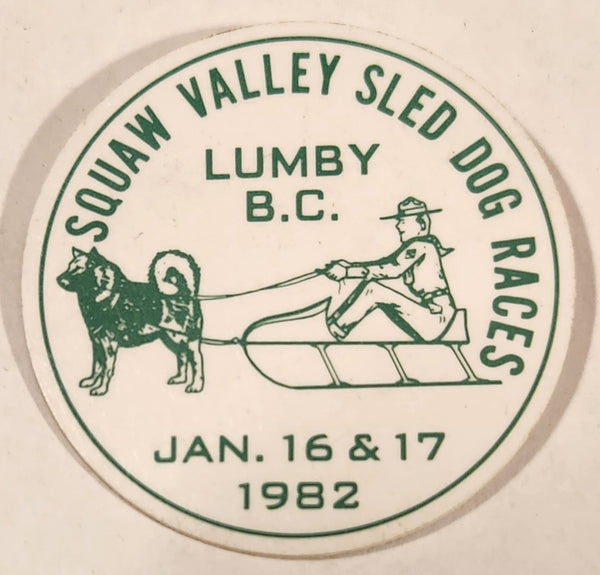 SQUAW VALLEY SLED DOG RACES
LUMBY
B.C.
JAN. 16 & 17
1982